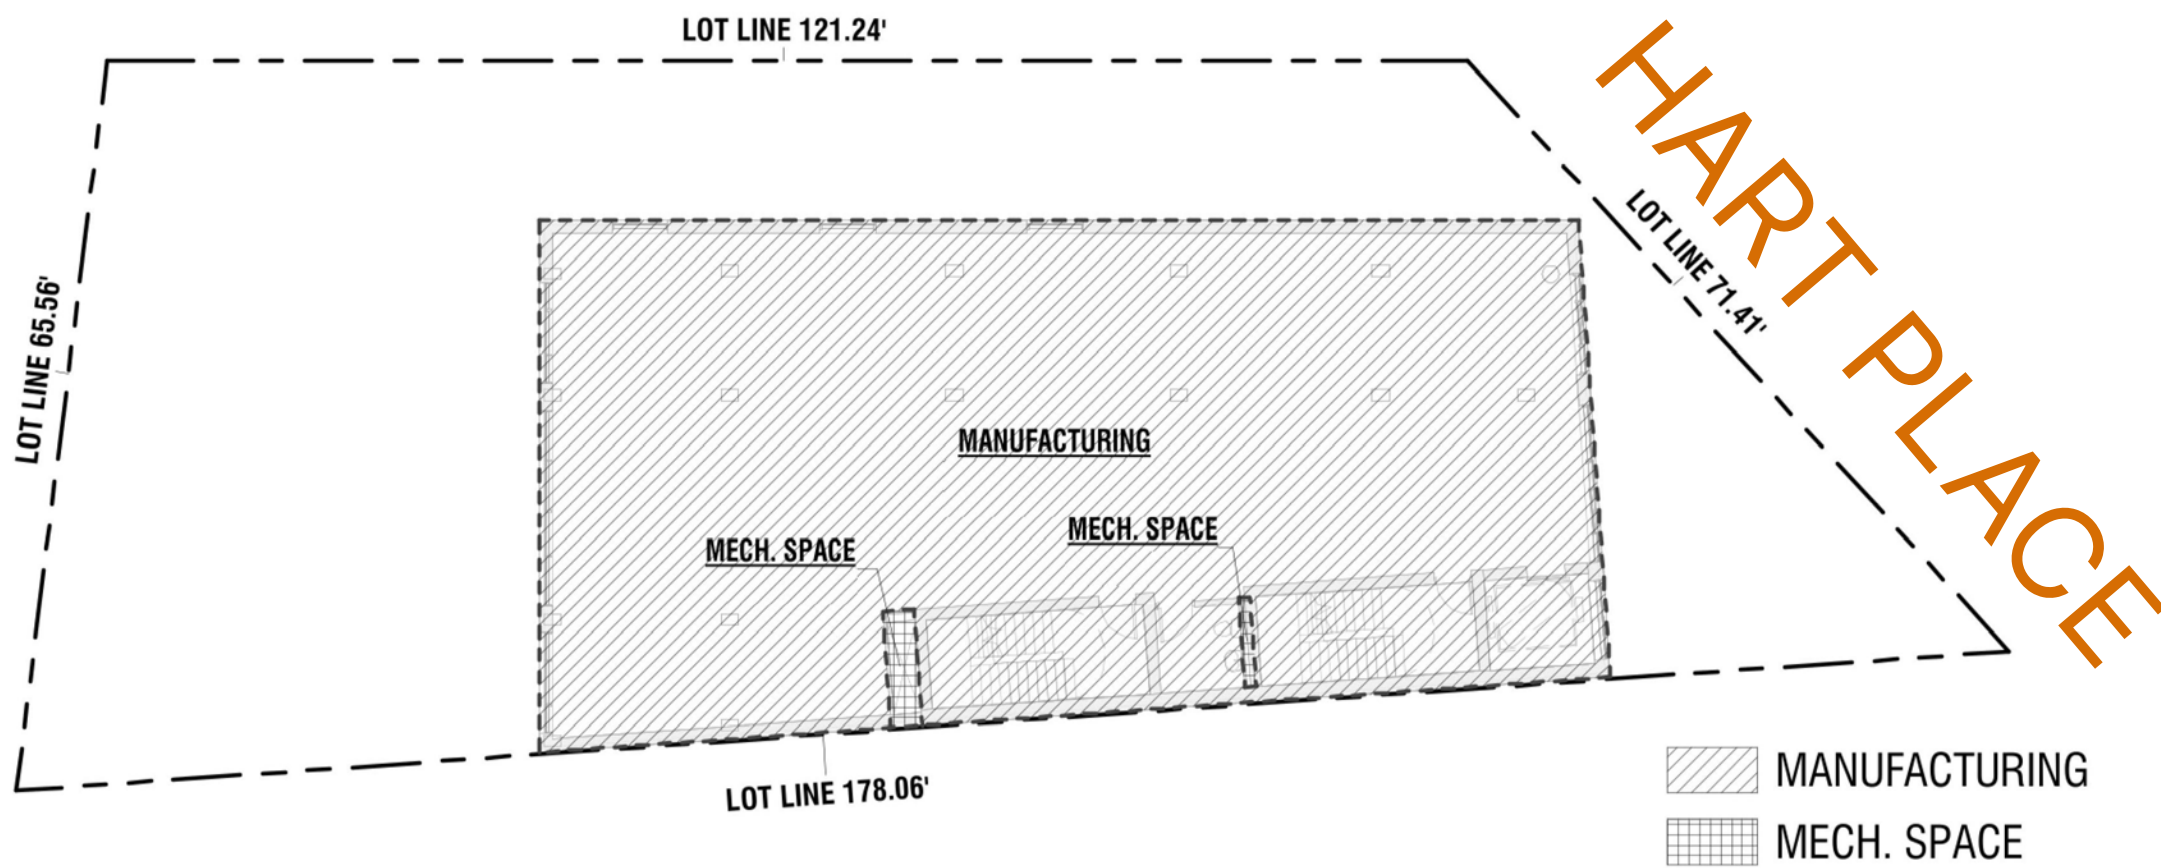 LOT LINE 121.24'
HART PLACE
LOT LINE 71.41'
LOT LINE 65.56'
MANUFACTURING
MECH. SPACE
MECH. SPACE
LOT LINE 178.06'
MANUFACTURING
MECH. SPACE